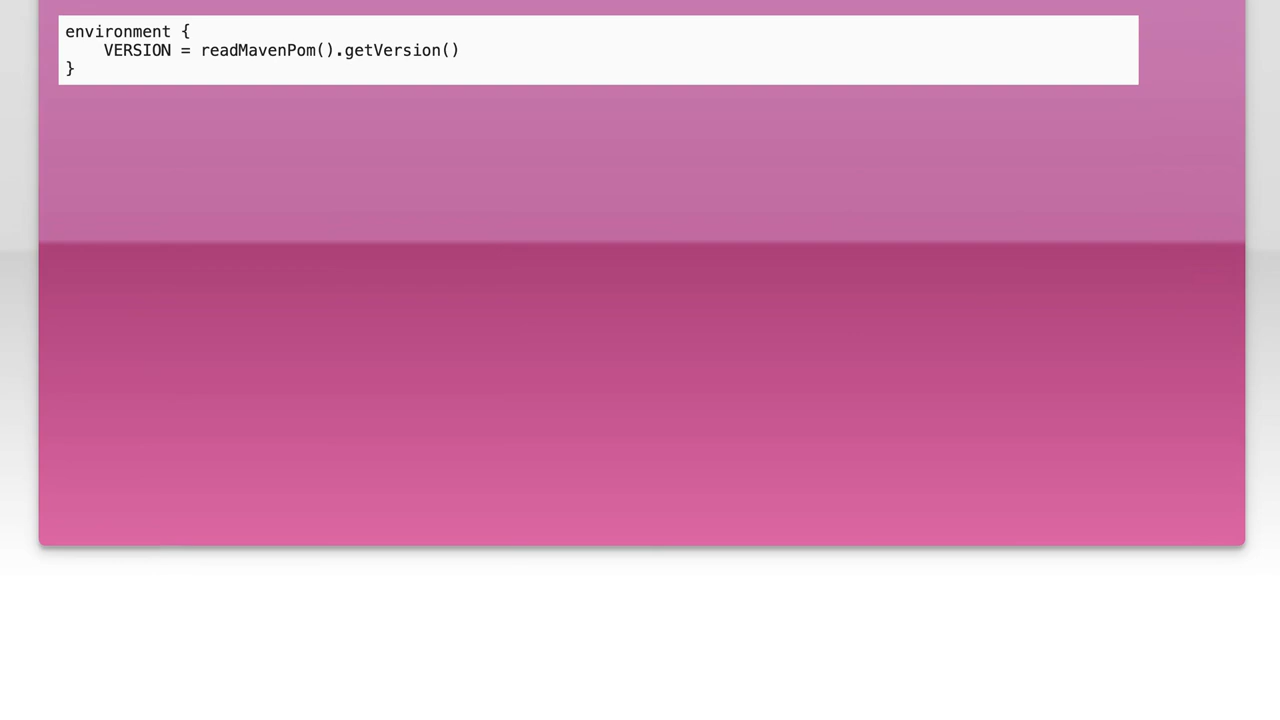 environment {
    VERSION = readMavenPom().getVersion()
}